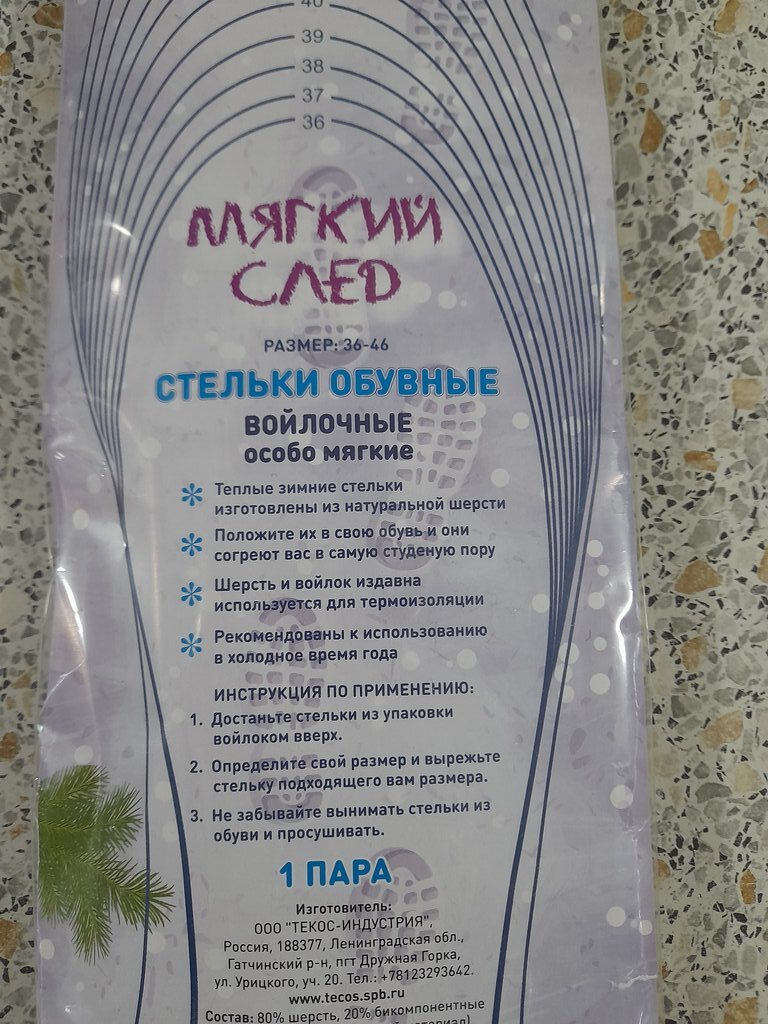 40
39
38
37
36
МЯГКИЙ
СЛЕД
РАЗМЕР: 36-46
СТЕЛЬКИ ОБУВНЫЕ
ВОЙЛОЧНЫЕ
особо мягкие
Теплые зимние стельки
изготовлены из натуральной шерсти
Положите их в свою обувь и они
согреют вас в самую студеную пору
Шерсть и войлок издавна
используется для термоизоляции
Рекомендованы к использованию
в холодное время года
ИНСТРУКЦИЯ ПО ПРИМЕНЕНИЮ:
1. Достаньте стельки из упаковки
войлоком вверх.
2. Определите свой размер и вырежьте
стельку подходящего вам размера.
3. Не забывайте вынимать стельки из
обуви и просушивать.
1 ПАРА
Изготовитель:
ООО "ТЕКОС-ИНДУСТРИЯ",
Россия, 188377, Ленинградская обл.,
Гатчинский р-н, пгт Дружная Горка,
ул. Урицкого, уч. 20. Тел.: +78123293642.
www.tecos.spb.ru
Состав: 80% шерсть, 20% бикомпонентные